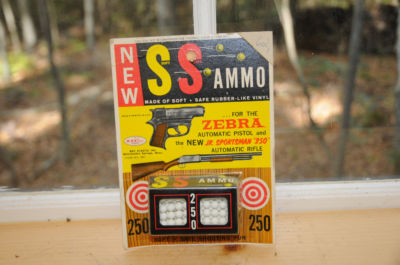 NEW
SS AMMO
MADE OF SOFT • SAFE RUBBER-LIKE VINYL
...FOR THE
ZEBRA
AUTOMATIC PISTOL and
the NEW JR. SPORTSMAN "250"
AUTOMATIC RIFLE
SS AMMO
250
250
250